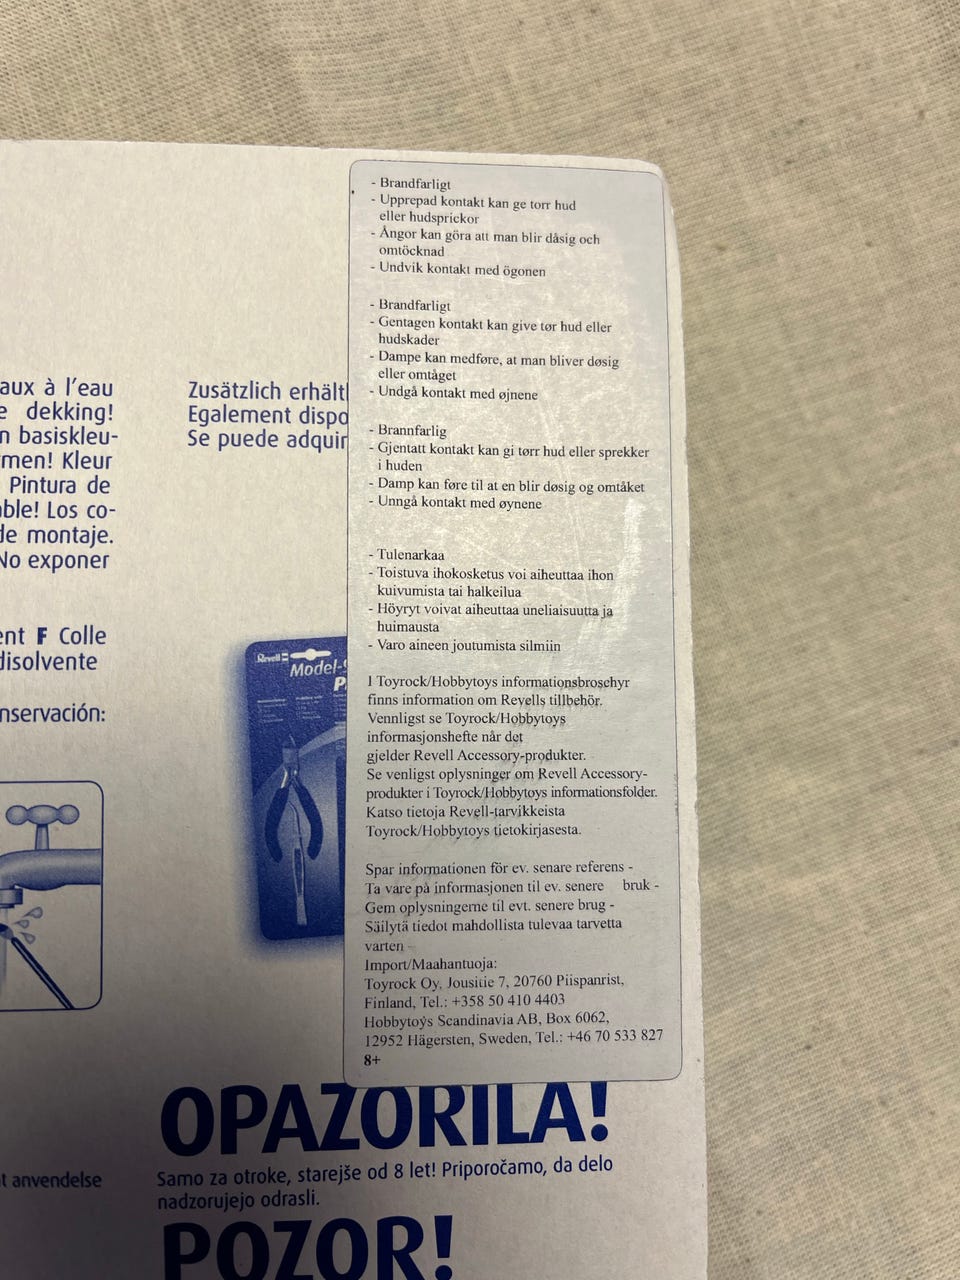 aux à l'eau
e dekking!
n basiskleu-
men! Kleur
Pintura de
able! Los co-
de montaje.
No exponer
ent F Colle
disolvente
nservación:
t anvendelse
Zusätzlich erhält
Egalement dispo
Se puede adquir
Revell
Model-
P
- Brandfarligt
- Upprepad kontakt kan ge torr hud
eller hudsprickor
- Ångor kan göra att man blir dåsig och
omtöcknad
- Undvik kontakt med ögonen
- Brandfarligt
- Gentagen kontakt kan give tør hud eller
hudskader
- Dampe kan medføre, at man bliver døsig
eller omtåget
- Undgå kontakt med øjnene
- Brannfarlig
- Gjentatt kontakt kan gi tørr hud eller sprekker
i huden
- Damp kan føre til at en blir døsig og omtåket
- Unngå kontakt med øynene
- Tulenarkaa
- Toistuva ihokosketus voi aiheuttaa ihon
kuivumista tai halkeilua
- Höyryt voivat aiheuttaa uneliaisuutta ja
huimausta
- Varo aineen joutumista silmiin
I Toyrock/Hobbytoys informationsbroschyr
finns information om Revells tillbehör.
Vennligst se Toyrock/Hobbytoys
informasjonshefte når det
gjelder Revell Accessory-produkter.
Se venligst oplysninger om Revell Accessory-
produkter i Toyrock/Hobbytoys informationsfolder.
Katso tietoja Revell-tarvikkeista
Toyrock/Hobbytoys tietokirjasesta.
Spar informationen för ev. senare referens -
Ta vare på informasjonen til ev. senere bruk -
Gem oplysningerne til evt. senere brug -
Säilytä tiedot mahdollista tulevaa tarvetta
varten -
Import/Maahantuoja:
Toyrock Oy, Jousitie 7, 20760 Piispanrist,
Finland, Tel.: +358 50 410 4403
Hobbytoys Scandinavia AB, Box 6062,
12952 Hägersten, Sweden, Tel.: +46 70 533 827
8+
OPAZORILA!
Samo za otroke, starejše od 8 let! Priporočamo, da delo
nadzorujejo odrasli.
POZOR!